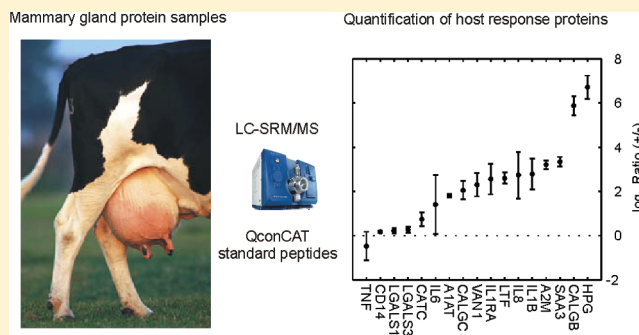 Mammary gland protein samples
Quantification of host response proteins
LC-SRM/MS
QconCAT
standard peptides
8
6
4
2
0
-2
log₂ Ratio (+/-)
TNF
CD14
LGALS1
LGALS3
CATC
IL6
A1AT
CALGC
VAN1
IL1RA
LTF
IL8
IL1B
A2M
SAA3
CALGB
HPG